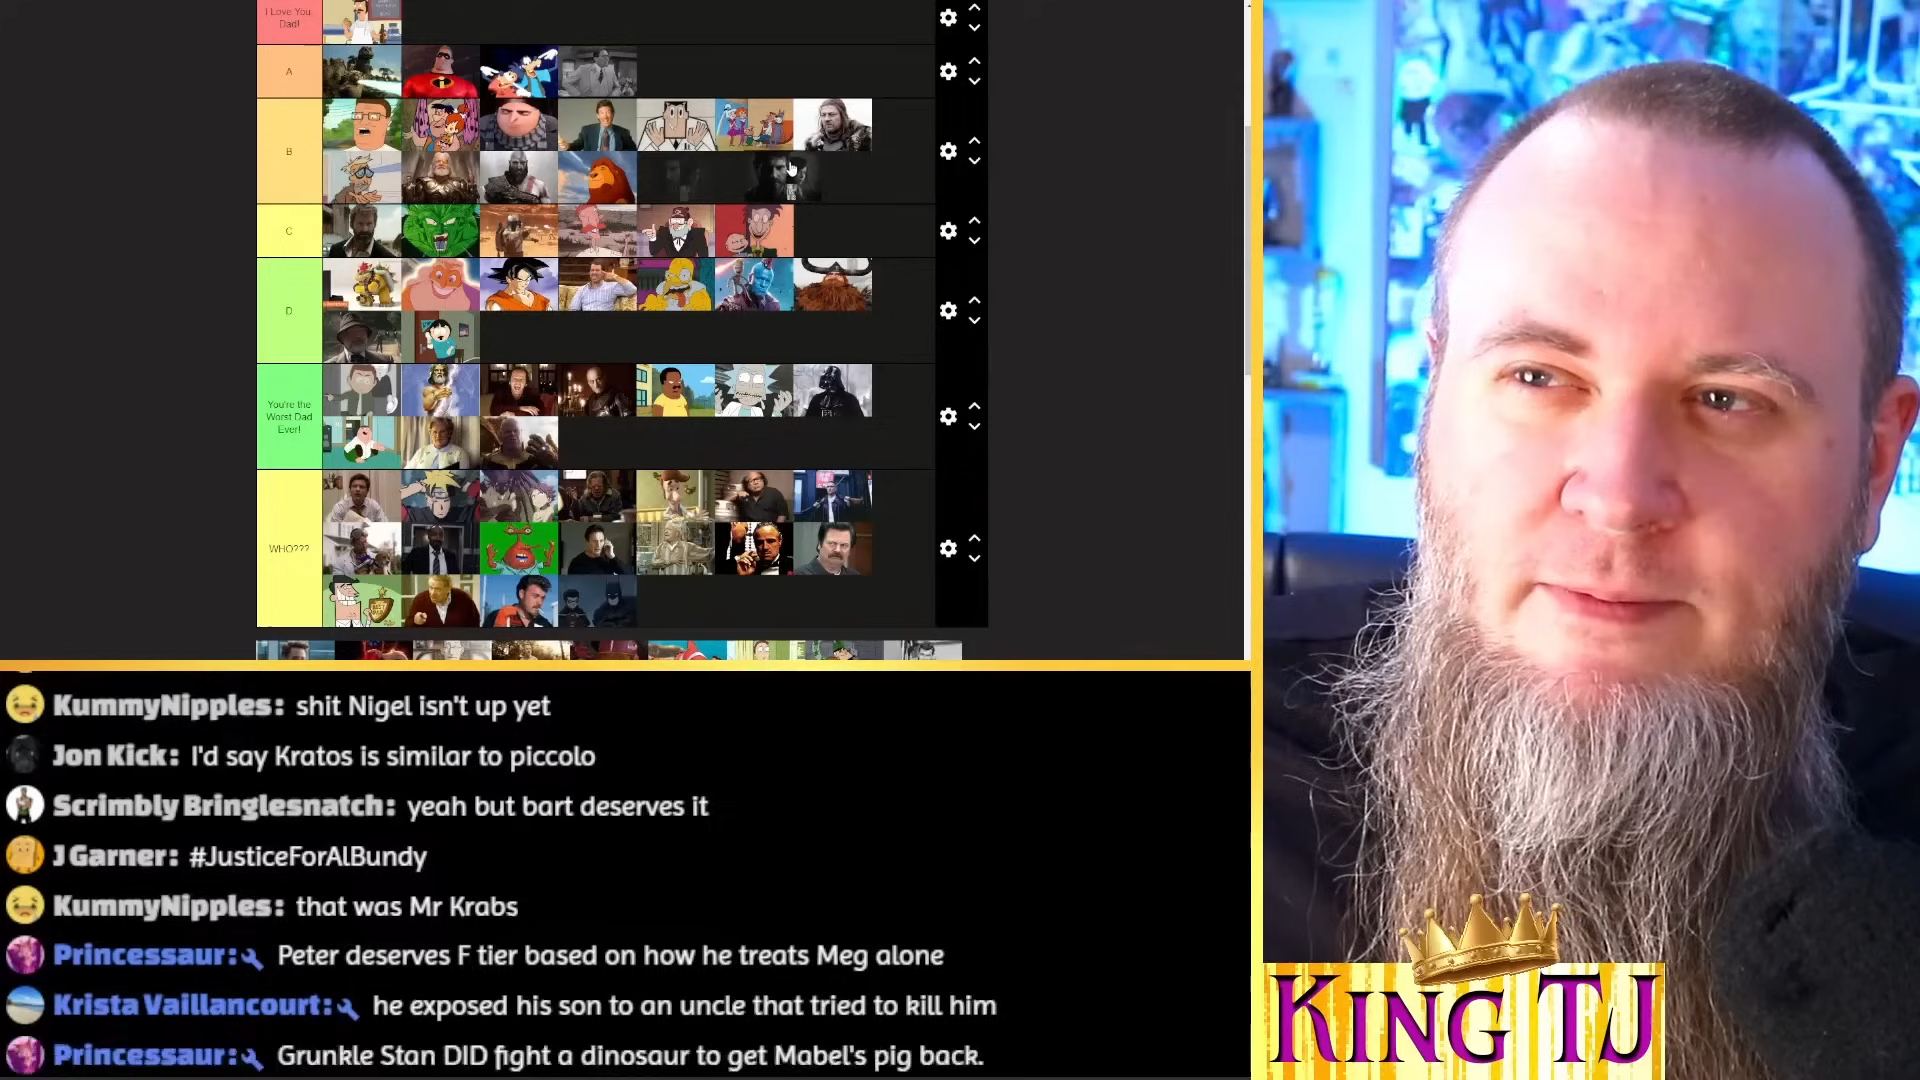 I Love You,
Dad!
A
B
C
D
You're the
Worst Dad
Ever!
WHO???
KummyNipples: shit Nigel isn't up yet
Jon Kick: I'd say Kratos is similar to piccolo
Scrimbly Bringlesnatch: yeah but bart deserves it
J Garner: #JusticeForAlBundy
KummyNipples: that was Mr Krabs
Princessaur: Peter deserves F tier based on how he treats Meg alone
Krista Vaillancourt: he exposed his son to an uncle that tried to kill him
Princessaur: Grunkle Stan DID fight a dinosaur to get Mabel's pig back.
KING TJ